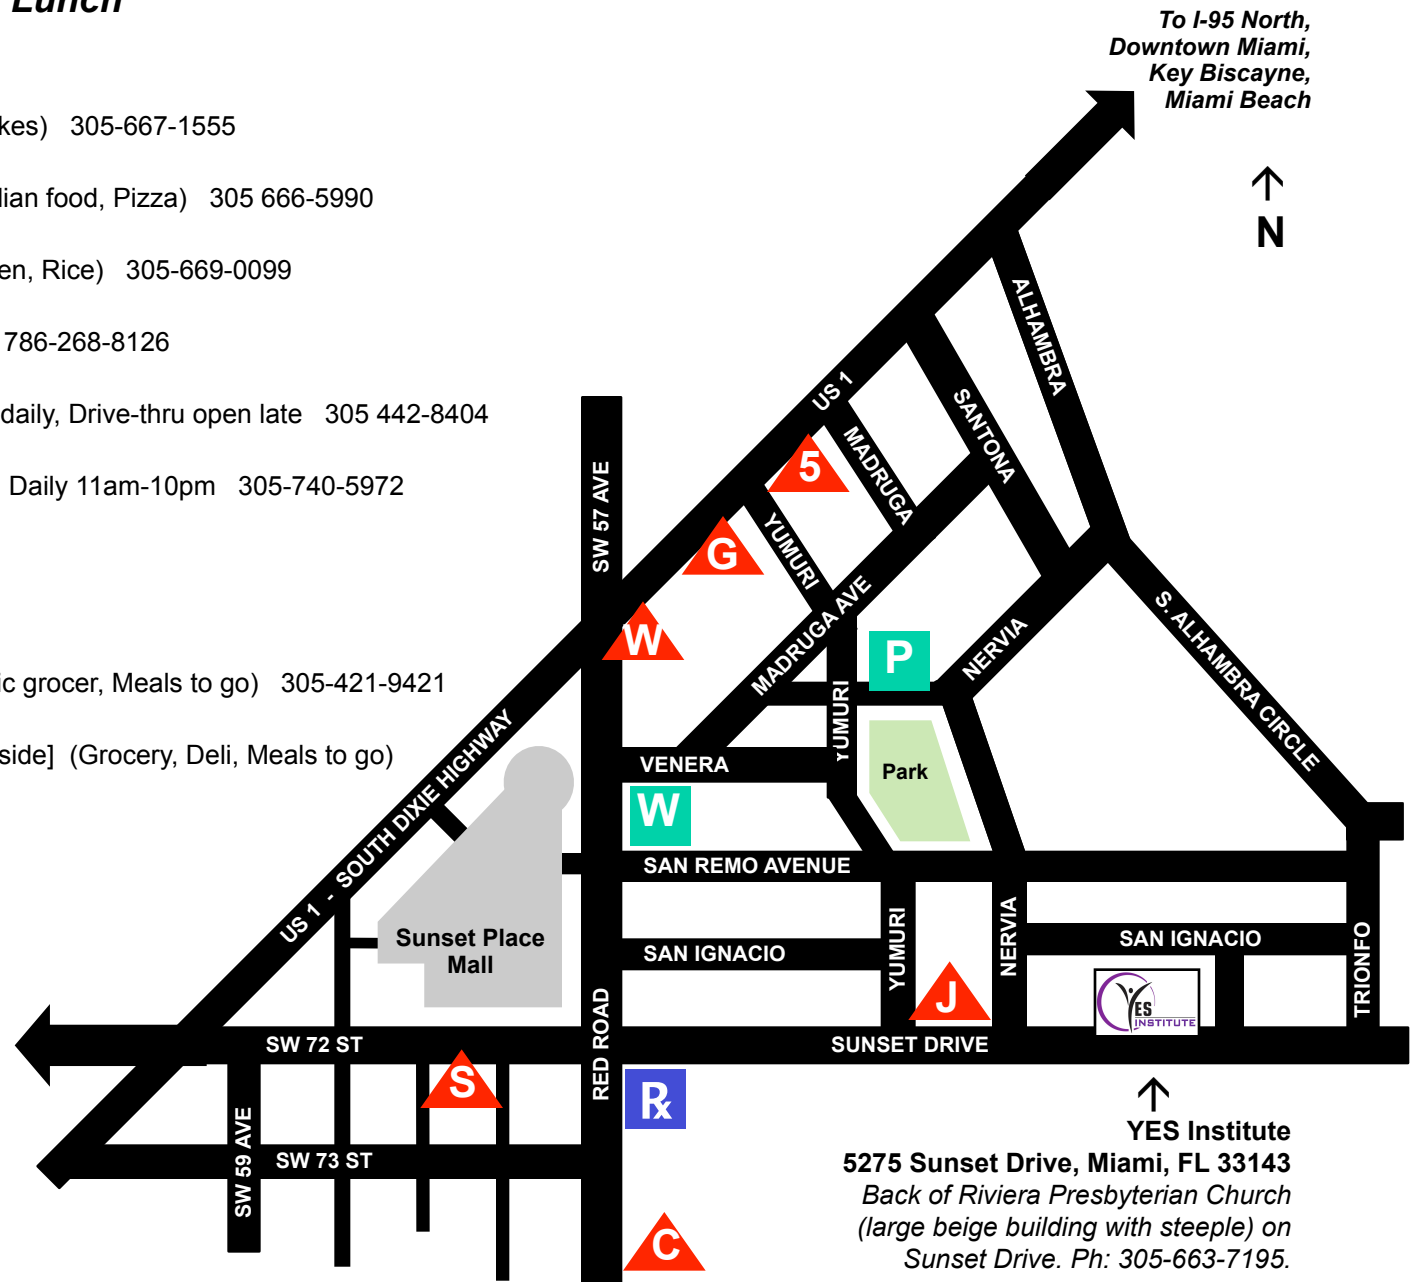 Lunch
To I-95 North,
Downtown Miami,
Key Biscayne,
Miami Beach
N
kes) 305-667-1555
lian food, Pizza) 305 666-5990
en, Rice) 305-669-0099
786-268-8126
daily, Drive-thru open late 305 442-8404
Daily 11am-10pm 305-740-5972
ic grocer, Meals to go) 305-421-9421
side] (Grocery, Deli, Meals to go)
ALHAMBRA
SANTONA
US 1
MADRUGA
5
YUMURI
G
SW 57 AVE
W
MADRUGA AVE
P
NERVIA
S. ALHAMBRA CIRCLE
YUMURI
VENERA
Park
W
US 1 - SOUTH DIXIE HIGHWAY
SAN REMO AVENUE
Sunset Place
Mall
SAN IGNACIO
YUMURI
NERVIA
SAN IGNACIO
TRIONFO
J
YES
INSTITUTE
SW 72 ST
RED ROAD
SUNSET DRIVE
S
Rx
SW 59 AVE
SW 73 ST
C
YES Institute
5275 Sunset Drive, Miami, FL 33143
Back of Riviera Presbyterian Church
(large beige building with steeple) on
Sunset Drive. Ph: 305-663-7195.